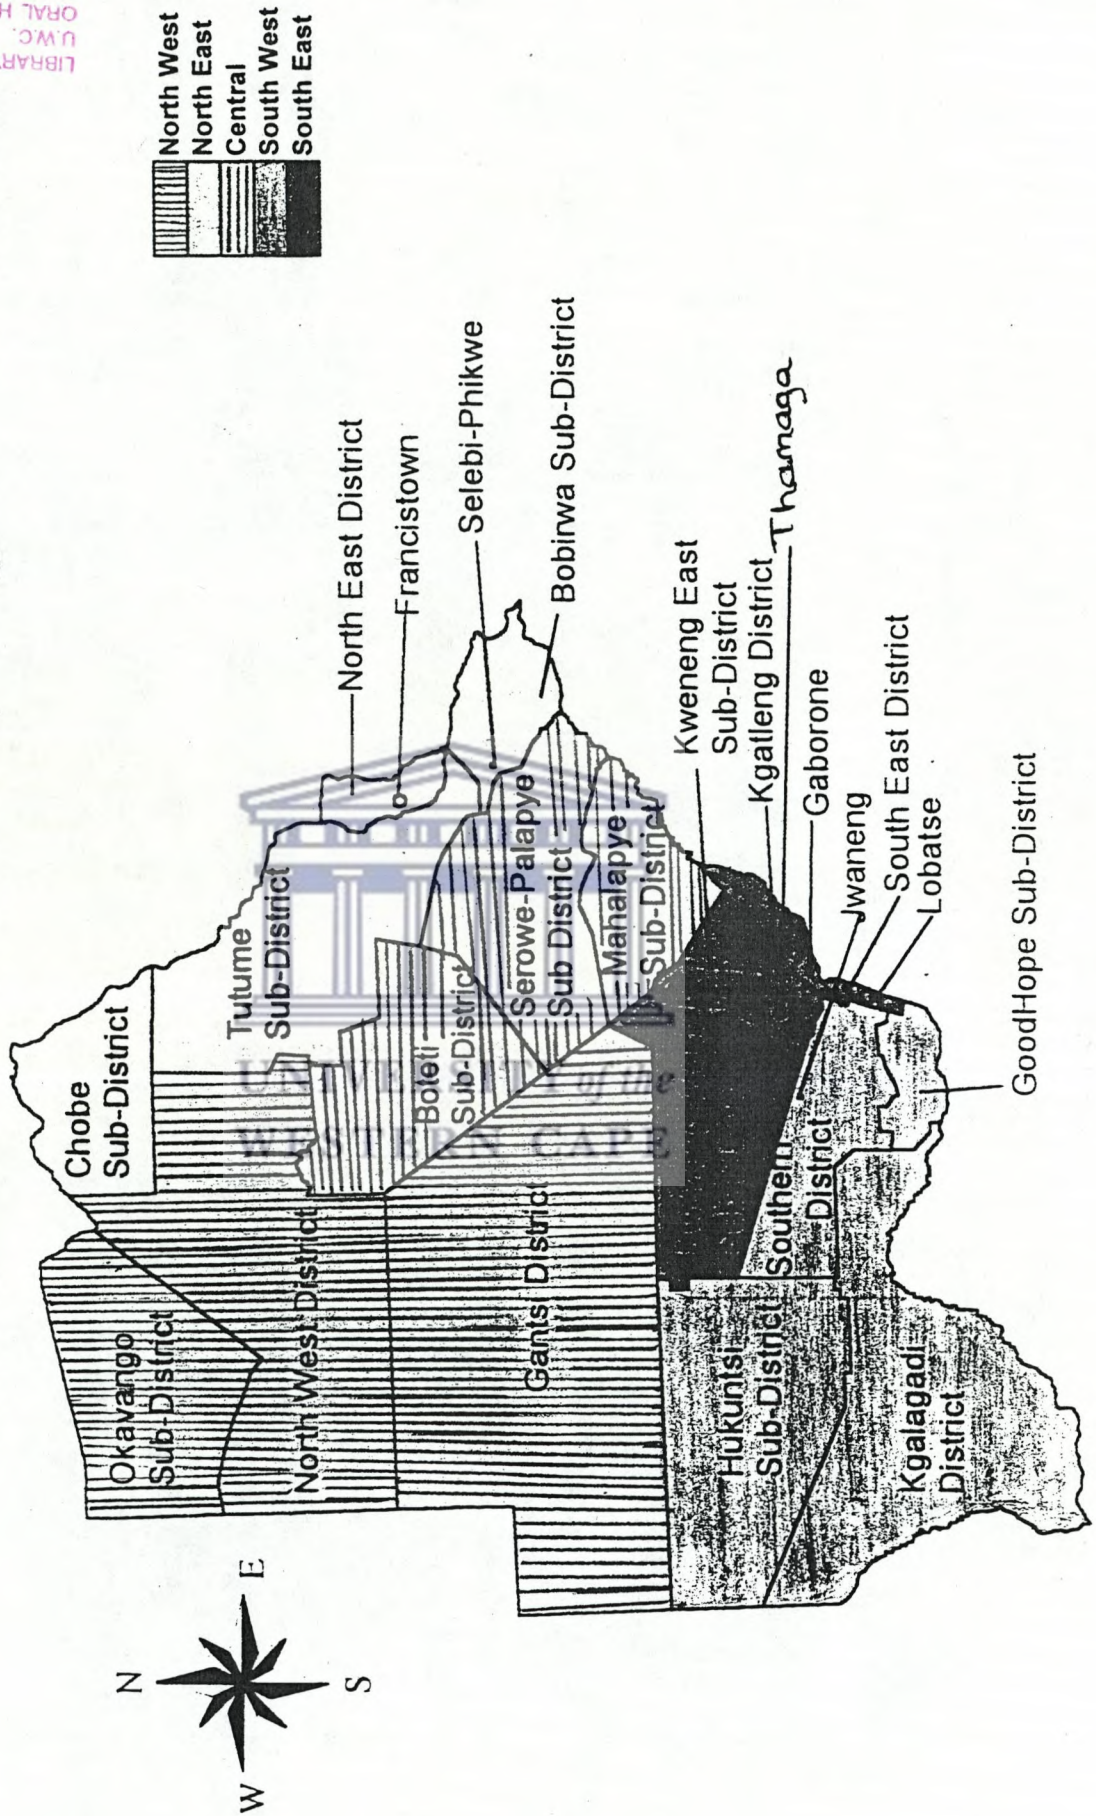 LIBRARY
U.W.C.
ORAL H
North West
North East
Central
South West
South East
N
E
S
W
Chobe
Sub-District
Okavango
Sub-District
Tutume
Sub-District
North East District
Francistown
North West District
Boteti
Sub-District
Selebi-Phikwe
Serowe-Palapye
Sub District
Bobirwa Sub-District
Mahalapye
Sub-District
Gants District
Kweneng East
Sub-District
Kgatleng District
Thamaga
Gaborone
Jwaneng
South East District
Lobatse
Hukuntsi
Sub-District
Southern
District
Kgalagadi
District
GoodHope Sub-District
UNIVERSITY of the
WESTERN CAPE